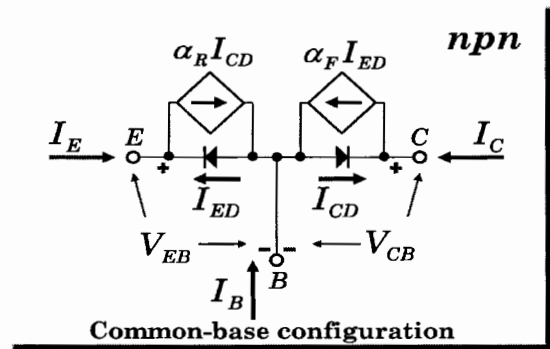 npn
α_R I_CD α_F I_ED
I_E E C I_C
+ +
I_ED I_CD
V_EB - - V_CB
B
I_B
Common-base configuration